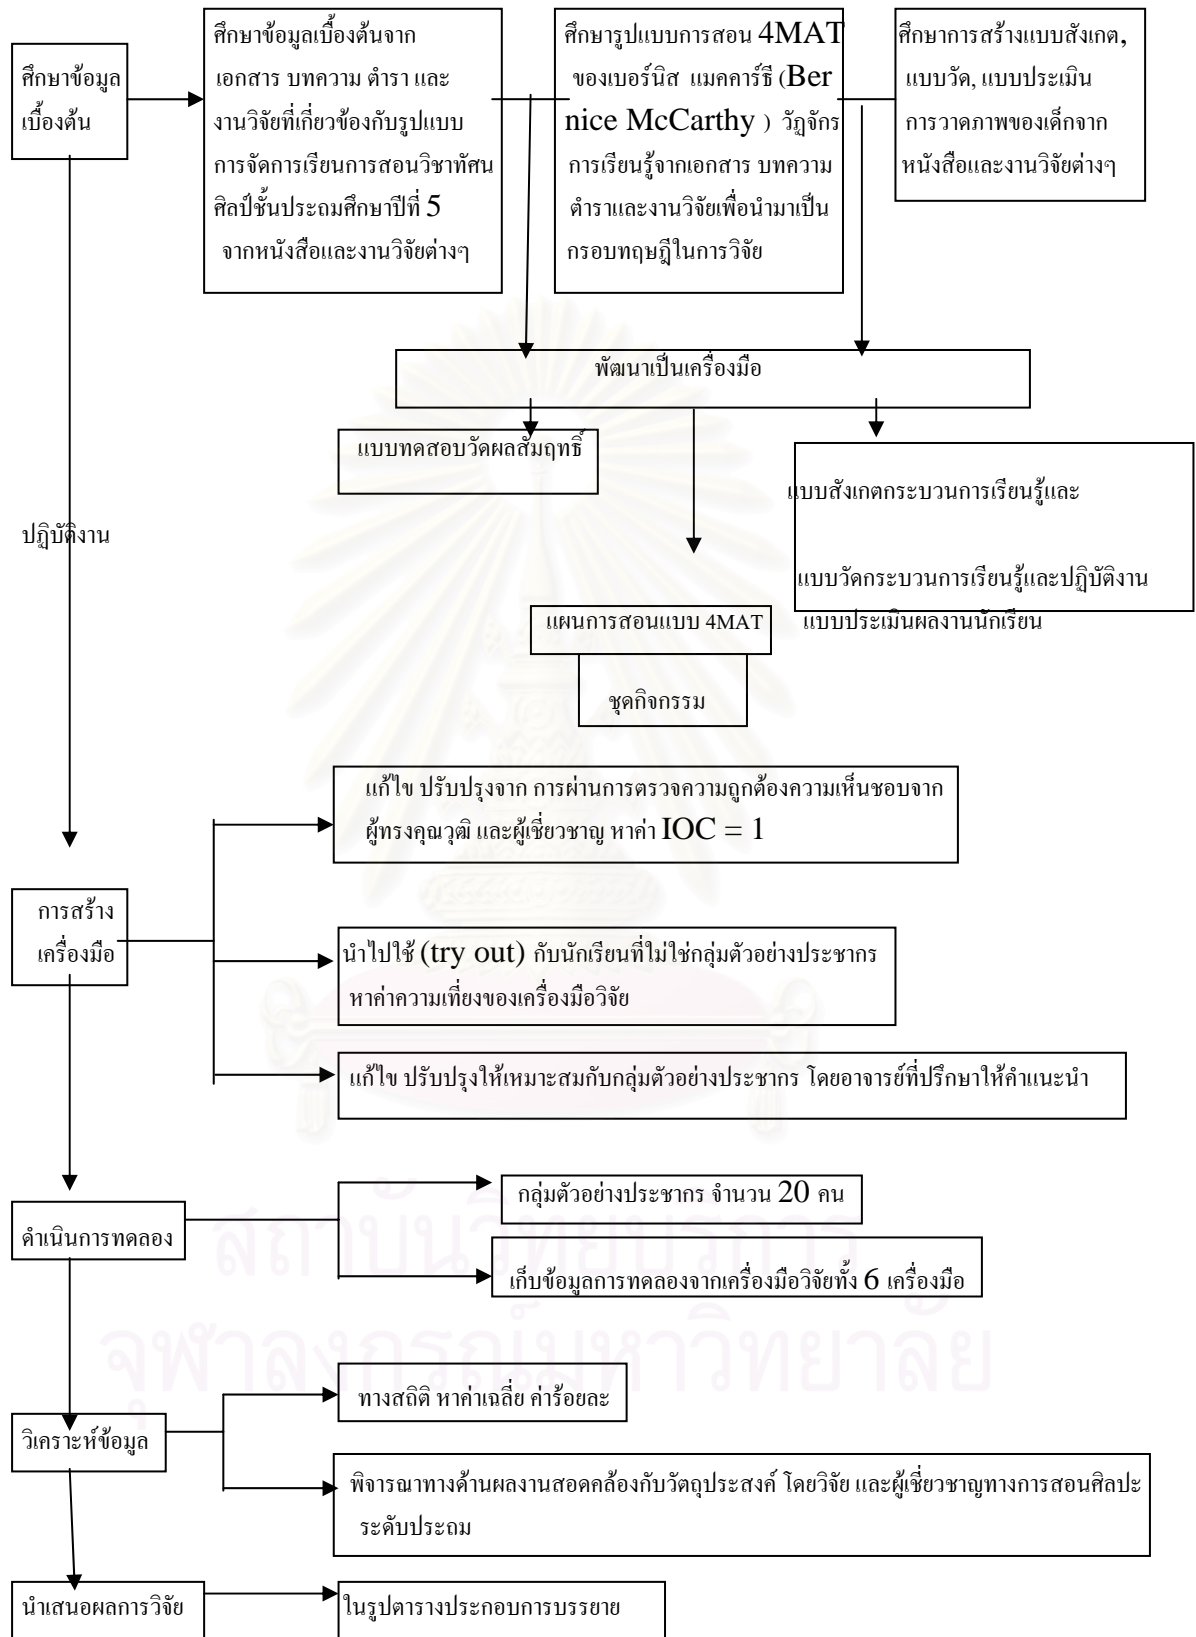 ศึกษาข้อมูล
เบื้องต้น
ศึกษาข้อมูลเบื้องต้นจาก
เอกสาร บทความ ตำรา และ
งานวิจัยที่เกี่ยวข้องกับรูปแบบ
การจัดการเรียนการสอนวิชาทัศน
ศิลป์ชั้นประถมศึกษาปีที่ 5
จากหนังสือและงานวิจัยต่างๆ
ศึกษารูปแบบการสอน 4MAT
ของเบอร์นิส แมคคาร์ธี (Ber
nice McCarthy ) วัฏจักร
การเรียนรู้จากเอกสาร บทความ
ตำราและงานวิจัยเพื่อนำมาเป็น
กรอบทฤษฎีในการวิจัย
ศึกษาการสร้างแบบสังเกต,
แบบวัด, แบบประเมิน
การวาดภาพของเด็กจาก
หนังสือและงานวิจัยต่างๆ
พัฒนาเป็นเครื่องมือ
แบบทดสอบวัดผลสัมฤทธิ์
แบบสังเกตกระบวนการเรียนรู้และ
ปฏิบัติงาน
แบบวัดกระบวนการเรียนรู้และปฏิบัติงาน
แบบประเมินผลงานนักเรียน
แผนการสอนแบบ 4MAT
ชุดกิจกรรม
แก้ไข ปรับปรุงจาก การผ่านการตรวจความถูกต้องความเห็นชอบจาก
ผู้ทรงคุณวุฒิ และผู้เชี่ยวชาญ หาค่า IOC = 1
การสร้าง
เครื่องมือ
นำไปใช้ (try out) กับนักเรียนที่ไม่ใช่กลุ่มตัวอย่างประชากร
หาค่าความเที่ยงของเครื่องมือวิจัย
แก้ไข ปรับปรุงให้เหมาะสมกับกลุ่มตัวอย่างประชากร โดยอาจารย์ที่ปรึกษาให้คำแนะนำ
ดำเนินการทดลอง
กลุ่มตัวอย่างประชากร จำนวน 20 คน
เก็บข้อมูลการทดลองจากเครื่องมือวิจัยทั้ง 6 เครื่องมือ
สถาบันวิทยบริการ
จุฬาลงกรณ์มหาวิทยาลัย
วิเคราะห์ข้อมูล
ทางสถิติ หาค่าเฉลี่ย ค่าร้อยละ
พิจารณาทางด้านผลงานสอดคล้องกับวัตถุประสงค์ โดยวิจัย และผู้เชี่ยวชาญทางการสอนศิลปะ
ระดับประถม
นำเสนอผลการวิจัย
ในรูปตารางประกอบการบรรยาย